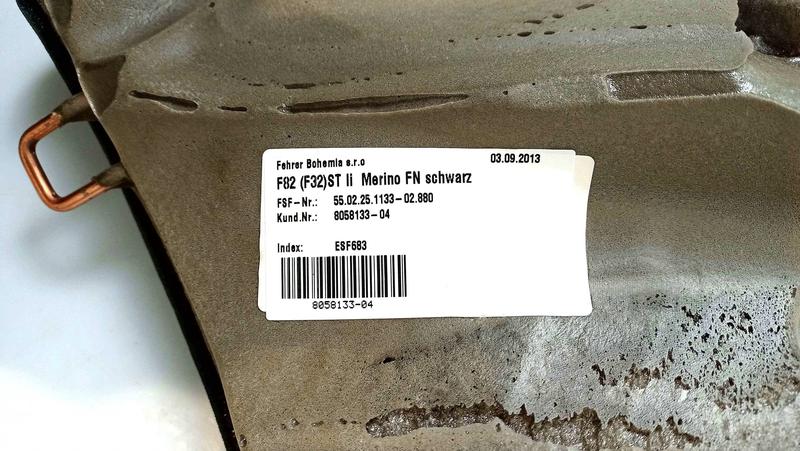 Fehrer Bohemia s.r.o 03.09.2013
F82 (F32)ST li Merino FN schwarz
FSF-Nr.: 55.02.25.1133-02.880
Kund.Nr.: 8058133-04
Index: ESF683
8058133-04